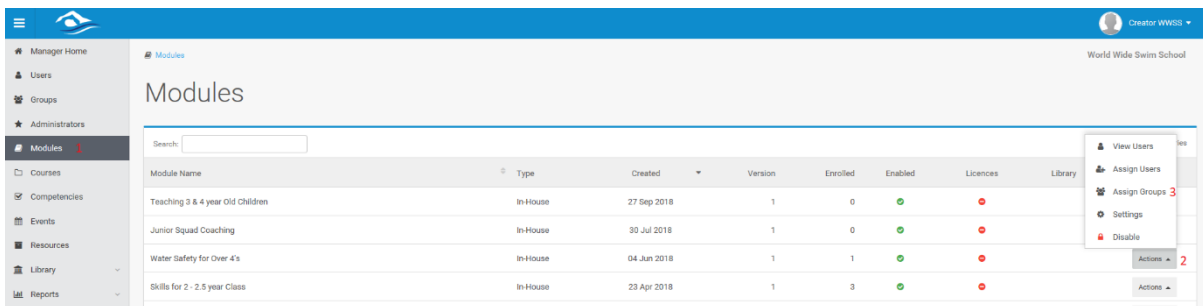 Creator WWSS
Manager Home
Users
Groups
Administrators
Modules 1
Courses
Competencies
Events
Resources
Library
Reports
Modules
World Wide Swim School
Modules
Search:
View Users
Assign Users
Assign Groups 3
Settings
Disable
Module Name Type Created Version Enrolled Enabled Licences Library
Teaching 3 & 4 year Old Children In-House 27 Sep 2018 1 0
Junior Squad Coaching In-House 30 Jul 2018 1 0
Water Safety for Over 4's In-House 04 Jun 2018 1 1 Actions 2
Skills for 2 - 2.5 year Class In-House 23 Apr 2018 1 3 Actions